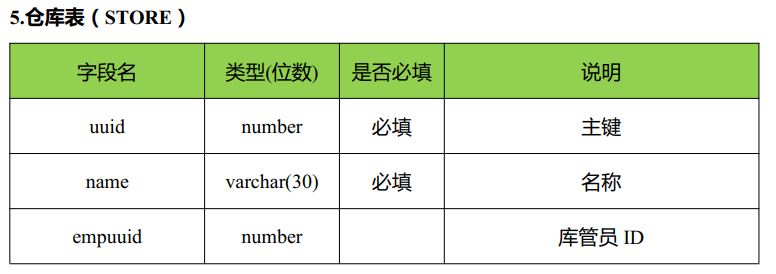 5.仓库表（STORE）
字段名 类型(位数) 是否必填 说明
uuid number 必填 主键
name varchar(30) 必填 名称
empuuid number 库管员 ID